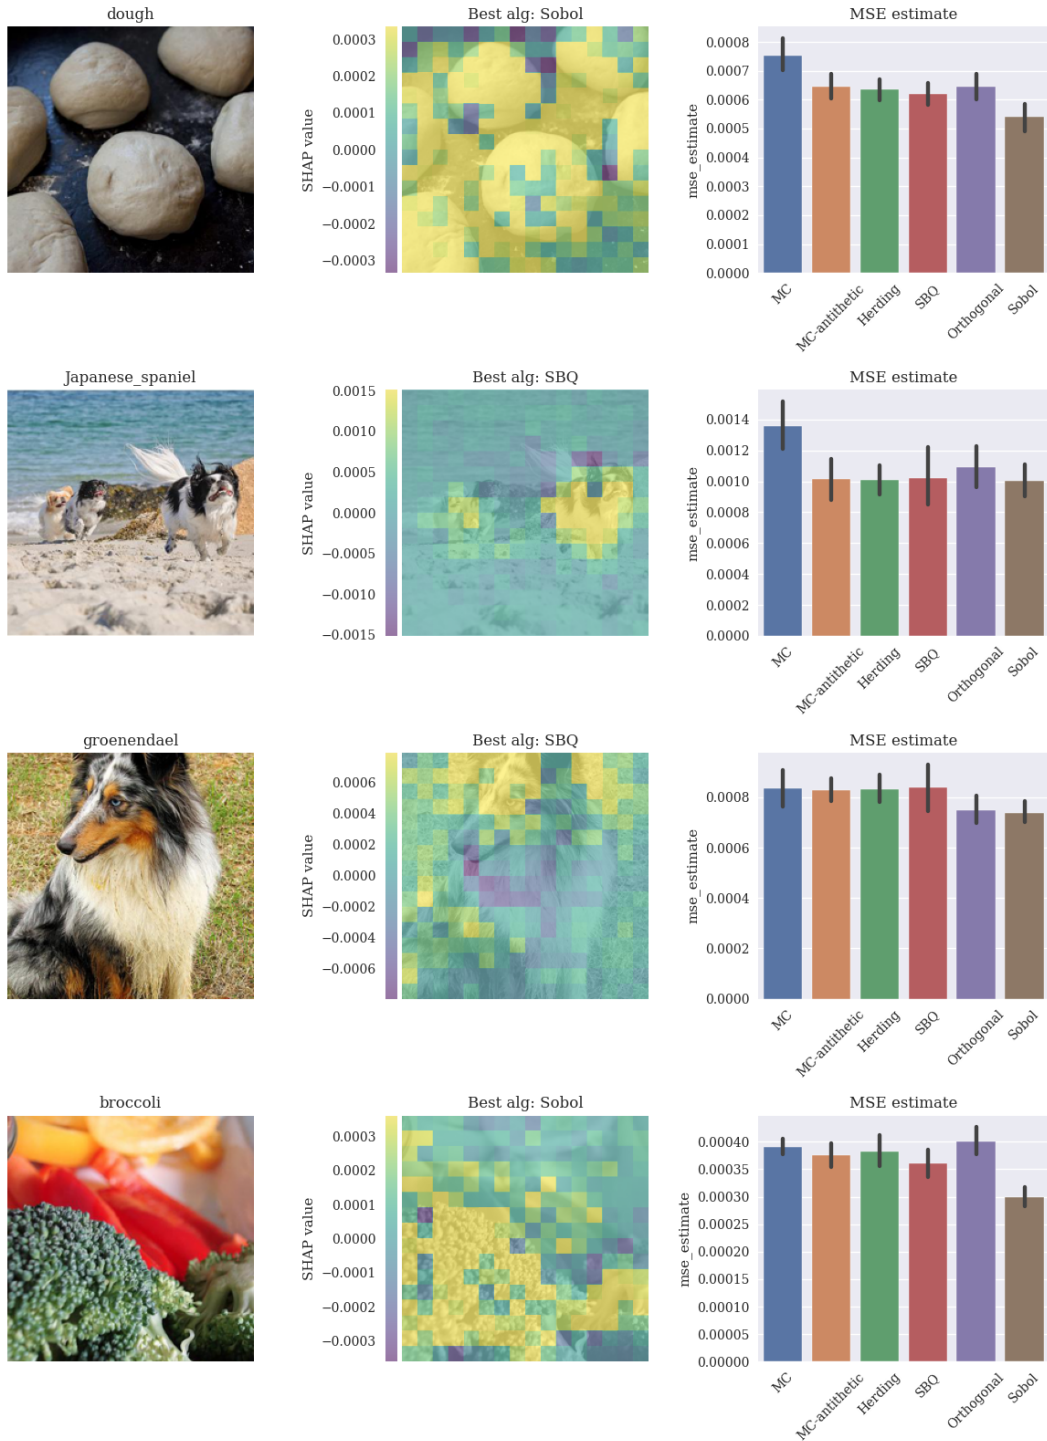 dough
Best alg: Sobol
MSE estimate
0.0003
0.0002
0.0001
0.0000
−0.0001
−0.0002
−0.0003
SHAP value
0.0008
0.0007
0.0006
0.0005
0.0004
0.0003
0.0002
0.0001
0.0000
mse_estimate
MC
MC-antithetic
Herding
SBQ
Orthogonal
Sobol
Japanese_spaniel
Best alg: SBQ
MSE estimate
0.0015
0.0010
0.0005
0.0000
−0.0005
−0.0010
−0.0015
SHAP value
0.0014
0.0012
0.0010
0.0008
0.0006
0.0004
0.0002
0.0000
mse_estimate
MC
MC-antithetic
Herding
SBQ
Orthogonal
Sobol
groenendael
Best alg: SBQ
MSE estimate
0.0006
0.0004
0.0002
0.0000
−0.0002
−0.0004
−0.0006
SHAP value
0.0008
0.0006
0.0004
0.0002
0.0000
mse_estimate
MC
MC-antithetic
Herding
SBQ
Orthogonal
Sobol
broccoli
Best alg: Sobol
MSE estimate
0.0003
0.0002
0.0001
0.0000
−0.0001
−0.0002
−0.0003
SHAP value
0.00040
0.00035
0.00030
0.00025
0.00020
0.00015
0.00010
0.00005
0.00000
mse_estimate
MC
MC-antithetic
Herding
SBQ
Orthogonal
Sobol